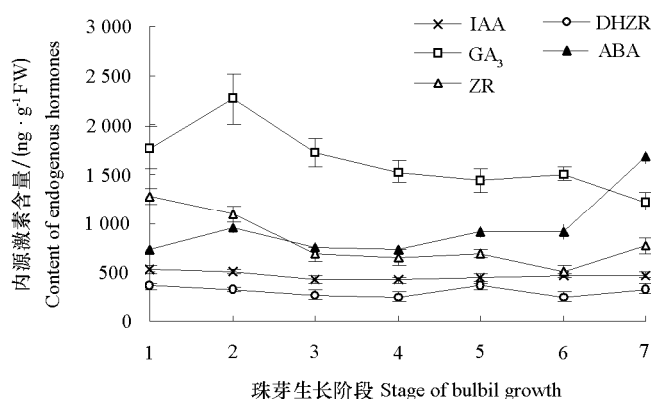 IAA
DHZR
GA₃
ABA
ZR
内源激素含量/(ng·g⁻¹FW)
Content of endogenous hormones
3 000
2 500
2 000
1 500
1 000
500
0
1 2 3 4 5 6 7
珠芽生长阶段 Stage of bulbil growth